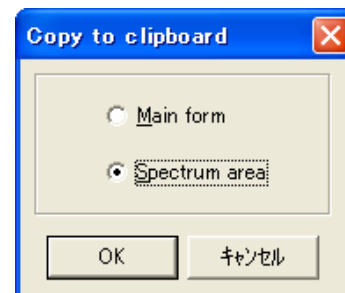 Copy to clipboard
Main form
Spectrum area
OK キャンセル